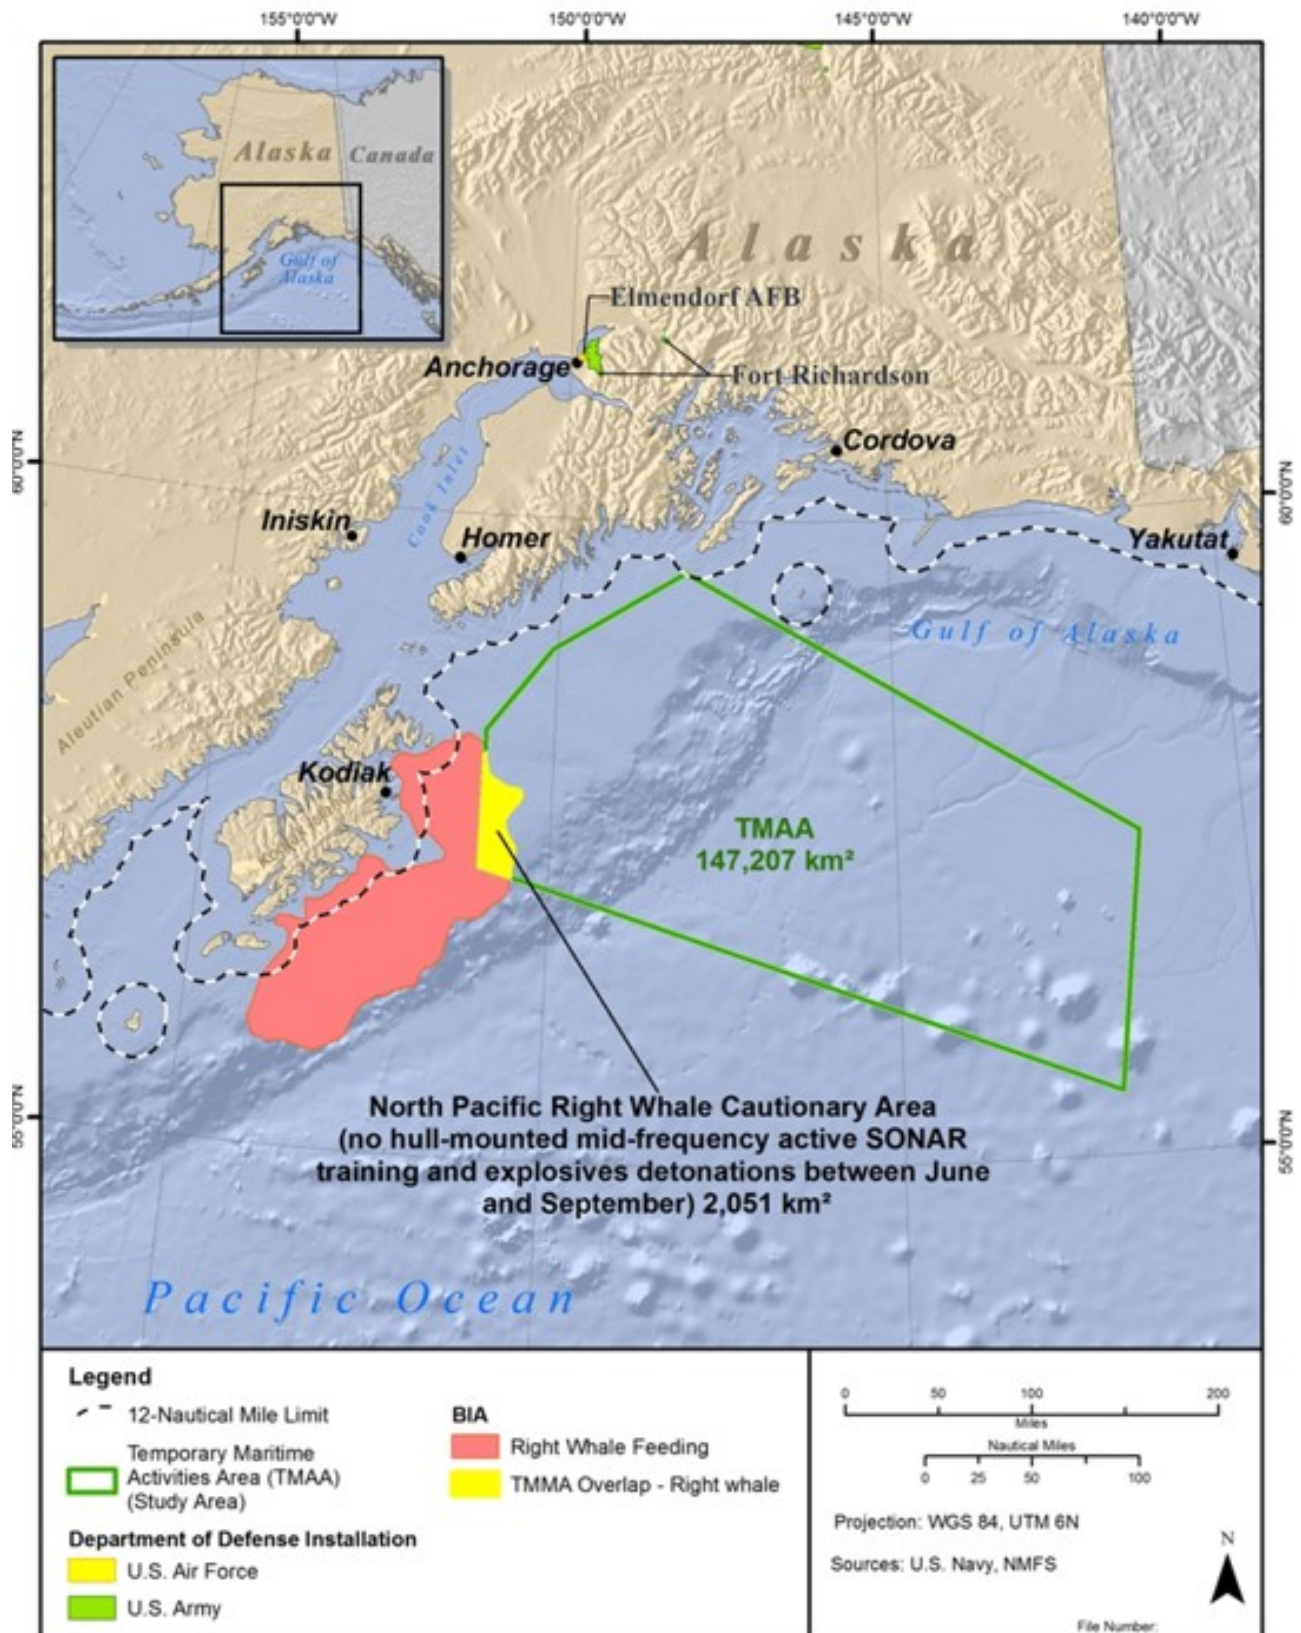 155°0'0"W
150°0'0"W
145°0'0"W
140°0'0"W
Alaska
Canada
Gulf of
Alaska
Alaska
Elmendorf AFB
Anchorage
Fort Richardson
Cordova
60°0'0"N
60°0'0"N
Cook Inlet
Iniskin
Homer
Yakutat
Gulf of Alaska
Aleutian Peninsula
Kodiak
TMAA
147,207 km²
55°0'0"N
55°0'0"N
North Pacific Right Whale Cautionary Area
(no hull-mounted mid-frequency active SONAR
training and explosives detonations between June
and September) 2,051 km²
Pacific Ocean
Legend
12-Nautical Mile Limit
Temporary Maritime
Activities Area (TMAA)
(Study Area)
Department of Defense Installation
U.S. Air Force
U.S. Army
BIA
Right Whale Feeding
TMMA Overlap - Right whale
0 50 100 200
Miles
Nautical Miles
0 25 50 100
Projection: WGS 84, UTM 6N
Sources: U.S. Navy, NMFS
N
File Number: